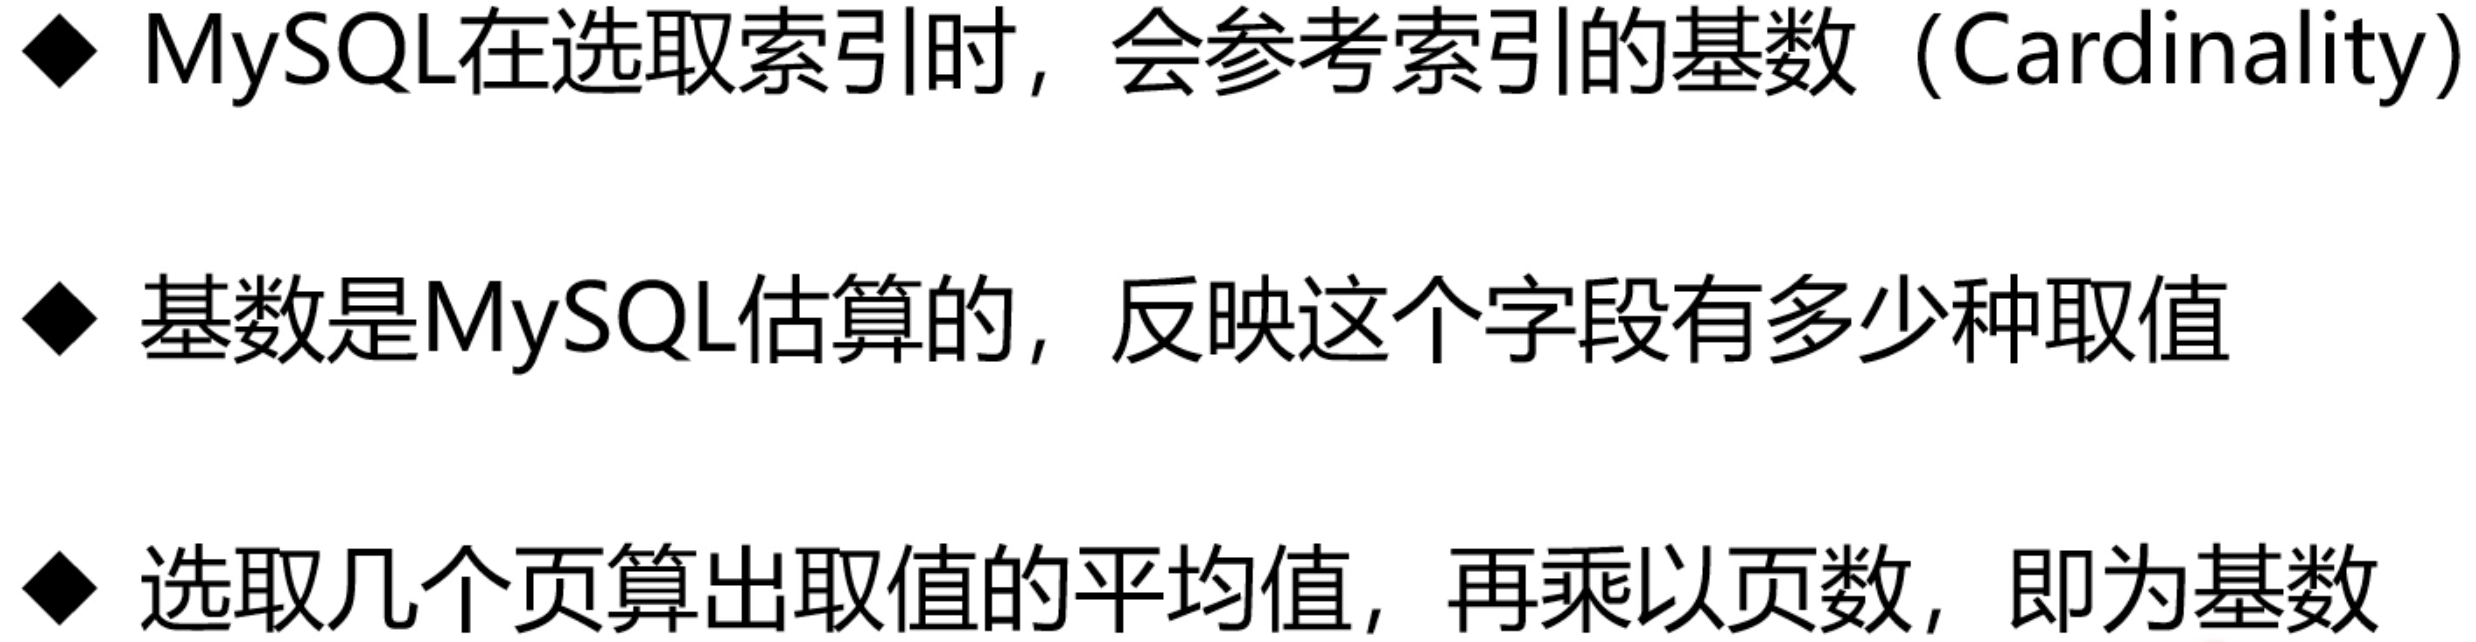 ◆ MySQL在选取索引时，会参考索引的基数（Cardinality）
◆ 基数是MySQL估算的，反映这个字段有多少种取值
◆ 选取几个页算出取值的平均值，再乘以页数，即为基数